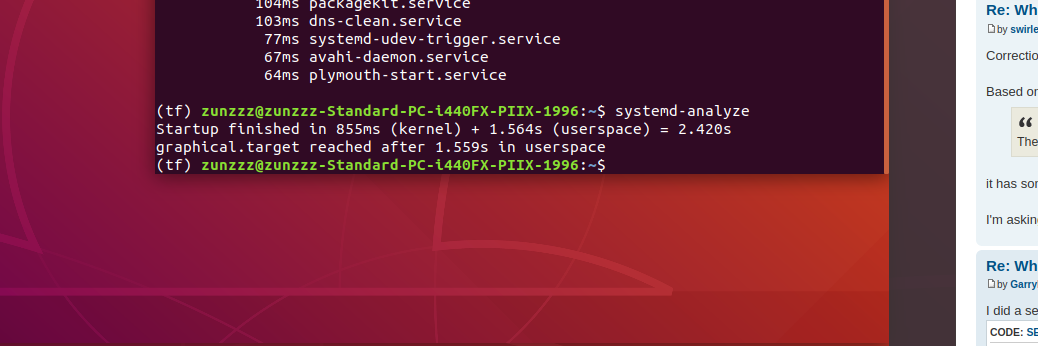 104ms packagekit.service
103ms dns-clean.service
77ms systemd-udev-trigger.service
67ms avahi-daemon.service
64ms plymouth-start.service
(tf) zunzzz@zunzzz-Standard-PC-i440FX-PIIX-1996:~$ systemd-analyze
Startup finished in 855ms (kernel) + 1.564s (userspace) = 2.420s
graphical.target reached after 1.559s in userspace
(tf) zunzzz@zunzzz-Standard-PC-i440FX-PIIX-1996:~$
Re: Wh
by swirle
Correctio
Based on
“
The
it has sor
I'm askin
Re: Wh
by Garry
I did a se
CODE: SE